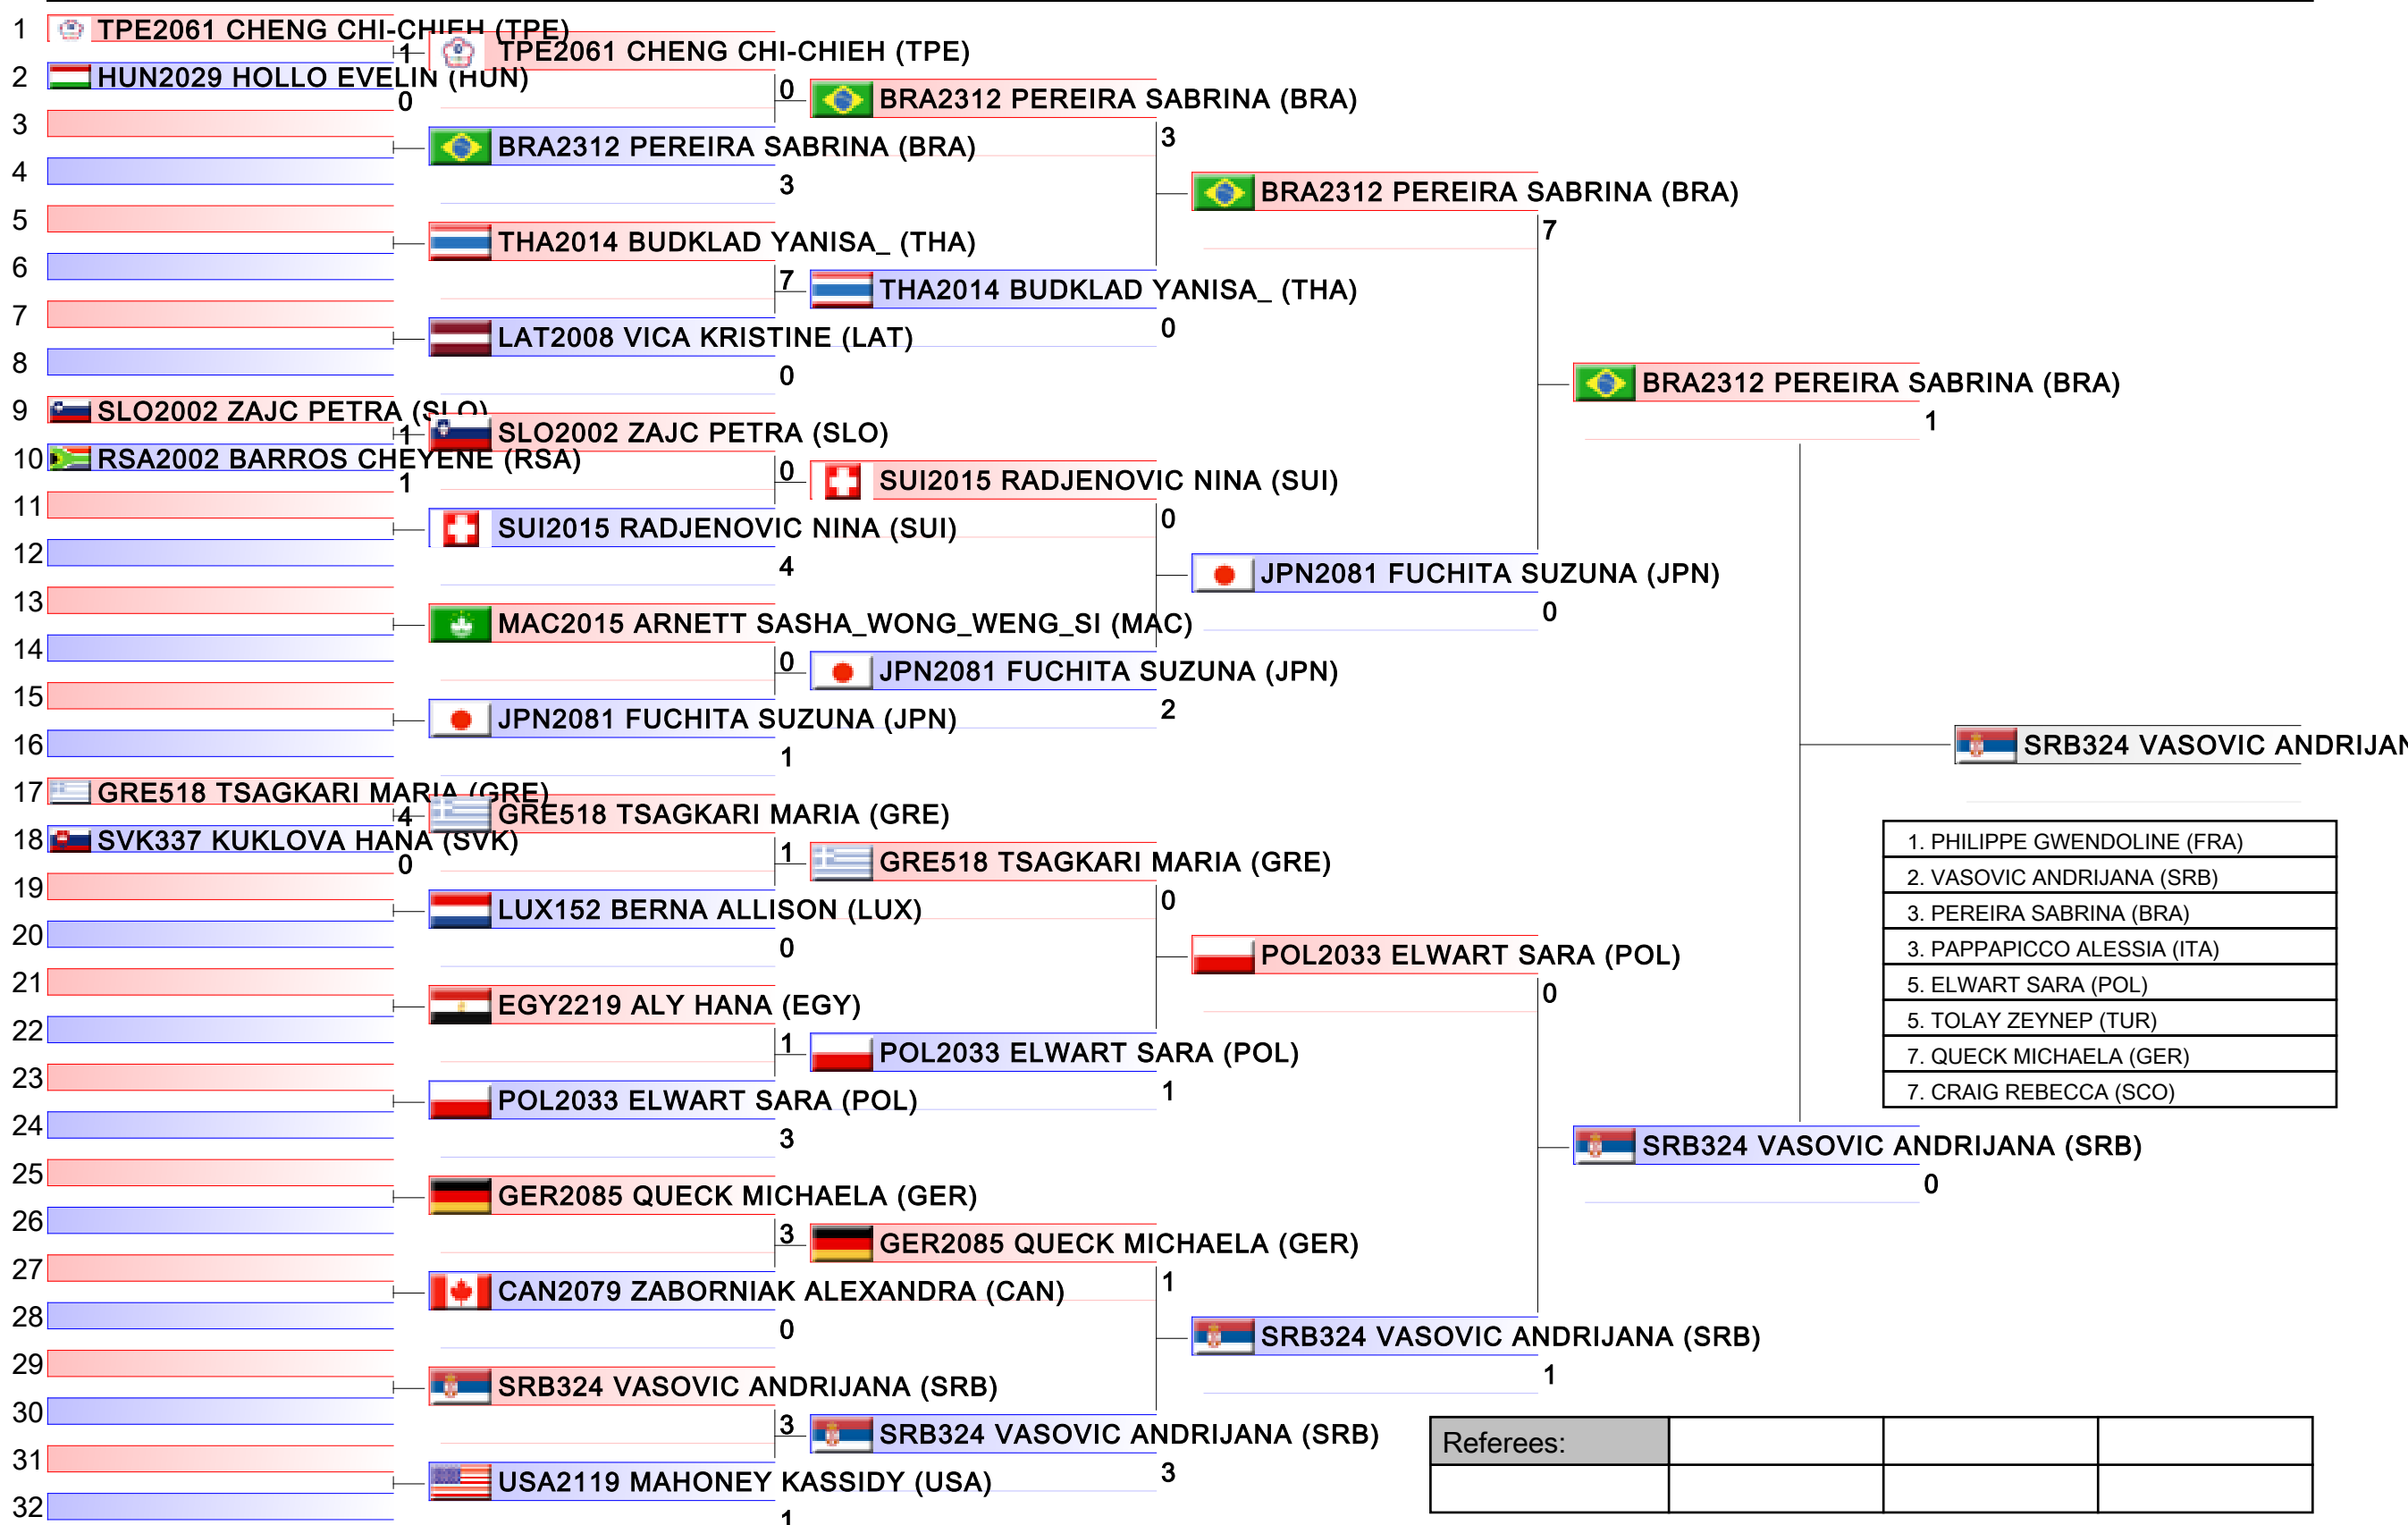 1 TPE2061 CHENG CHI-CHIEH (TPE)
1
2 HUN2029 HOLLO EVELIN (HUN)
0
3
4
5
6
7
8
9 SLO2002 ZAJC PETRA (SLO)
1
10 RSA2002 BARROS CHEYENE (RSA)
1
11
12
13
14
15
16
17 GRE518 TSAGKARI MARIA (GRE)
4
18 SVK337 KUKLOVA HANA (SVK)
0
19
20
21
22
23
24
25
26
27
28
29
30
31
32
TPE2061 CHENG CHI-CHIEH (TPE)
0
BRA2312 PEREIRA SABRINA (BRA)
3
THA2014 BUDKLAD YANISA_ (THA)
7
LAT2008 VICA KRISTINE (LAT)
0
SLO2002 ZAJC PETRA (SLO)
0
SUI2015 RADJENOVIC NINA (SUI)
4
MAC2015 ARNETT SASHA_WONG_WENG_SI (MAC)
0
JPN2081 FUCHITA SUZUNA (JPN)
1
GRE518 TSAGKARI MARIA (GRE)
1
LUX152 BERNA ALLISON (LUX)
0
EGY2219 ALY HANA (EGY)
1
POL2033 ELWART SARA (POL)
3
GER2085 QUECK MICHAELA (GER)
3
CAN2079 ZABORNIAK ALEXANDRA (CAN)
0
SRB324 VASOVIC ANDRIJANA (SRB)
3
USA2119 MAHONEY KASSIDY (USA)
1
BRA2312 PEREIRA SABRINA (BRA)
3
THA2014 BUDKLAD YANISA_ (THA)
0
SUI2015 RADJENOVIC NINA (SUI)
0
JPN2081 FUCHITA SUZUNA (JPN)
2
GRE518 TSAGKARI MARIA (GRE)
0
POL2033 ELWART SARA (POL)
1
GER2085 QUECK MICHAELA (GER)
1
SRB324 VASOVIC ANDRIJANA (SRB)
3
BRA2312 PEREIRA SABRINA (BRA)
7
JPN2081 FUCHITA SUZUNA (JPN)
0
POL2033 ELWART SARA (POL)
0
SRB324 VASOVIC ANDRIJANA (SRB)
1
BRA2312 PEREIRA SABRINA (BRA)
1
SRB324 VASOVIC ANDRIJANA (SRB)
0
SRB324 VASOVIC ANDRIJAN
1. PHILIPPE GWENDOLINE (FRA)
2. VASOVIC ANDRIJANA (SRB)
3. PEREIRA SABRINA (BRA)
3. PAPPAPICCO ALESSIA (ITA)
5. ELWART SARA (POL)
5. TOLAY ZEYNEP (TUR)
7. QUECK MICHAELA (GER)
7. CRAIG REBECCA (SCO)
Referees: